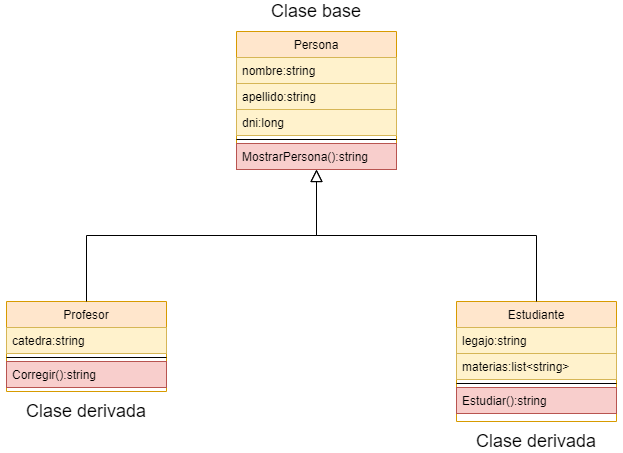 Clase base
Persona
nombre:string
apellido:string
dni:long
MostrarPersona():string
Profesor
catedra:string
Corregir():string
Clase derivada
Estudiante
legajo:string
materias:list<string>
Estudiar():string
Clase derivada